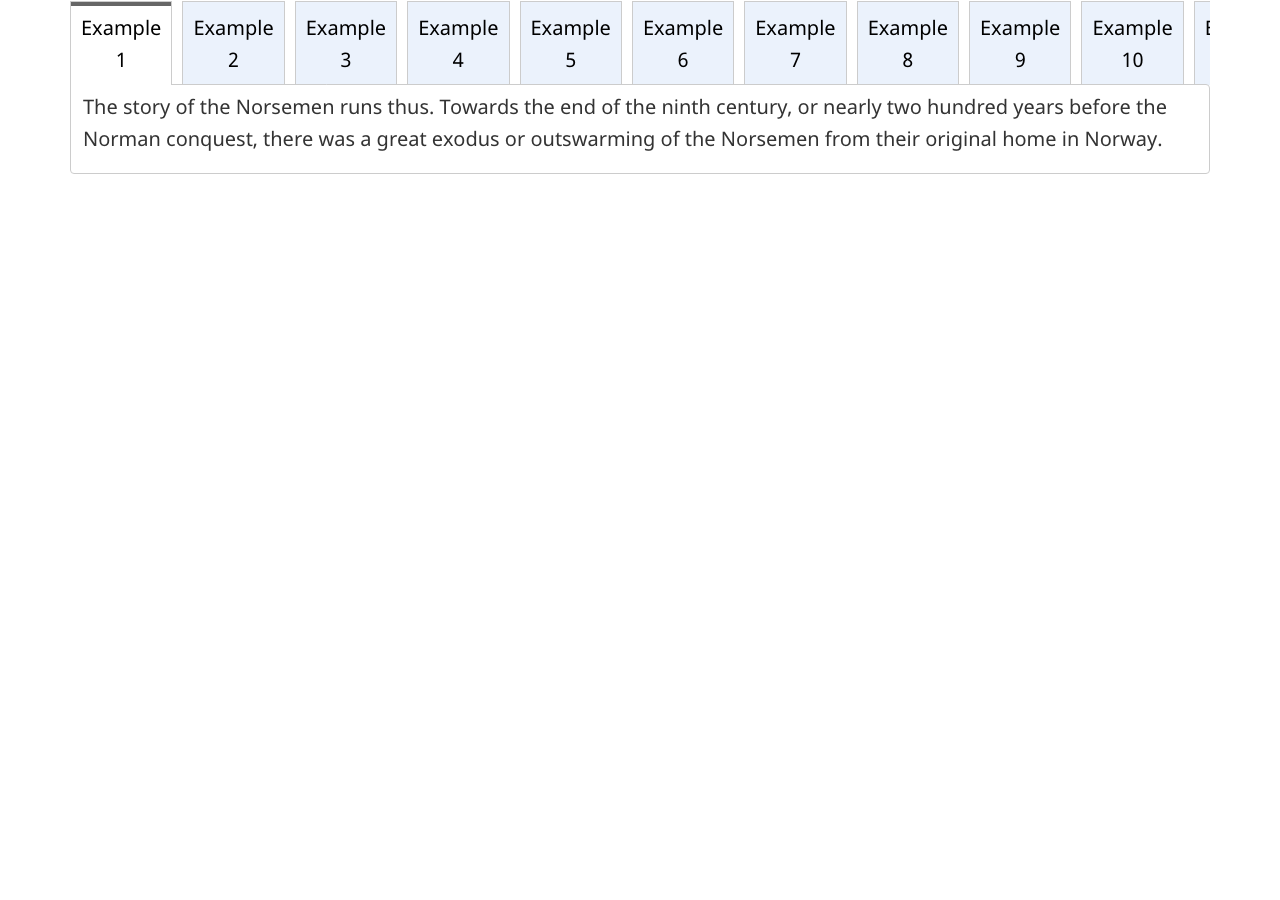 Example
1
Example
2
Example
3
Example
4
Example
5
Example
6
Example
7
Example
8
Example
9
Example
10
The story of the Norsemen runs thus. Towards the end of the ninth century, or nearly two hundred years before the
Norman conquest, there was a great exodus or outswarming of the Norsemen from their original home in Norway.